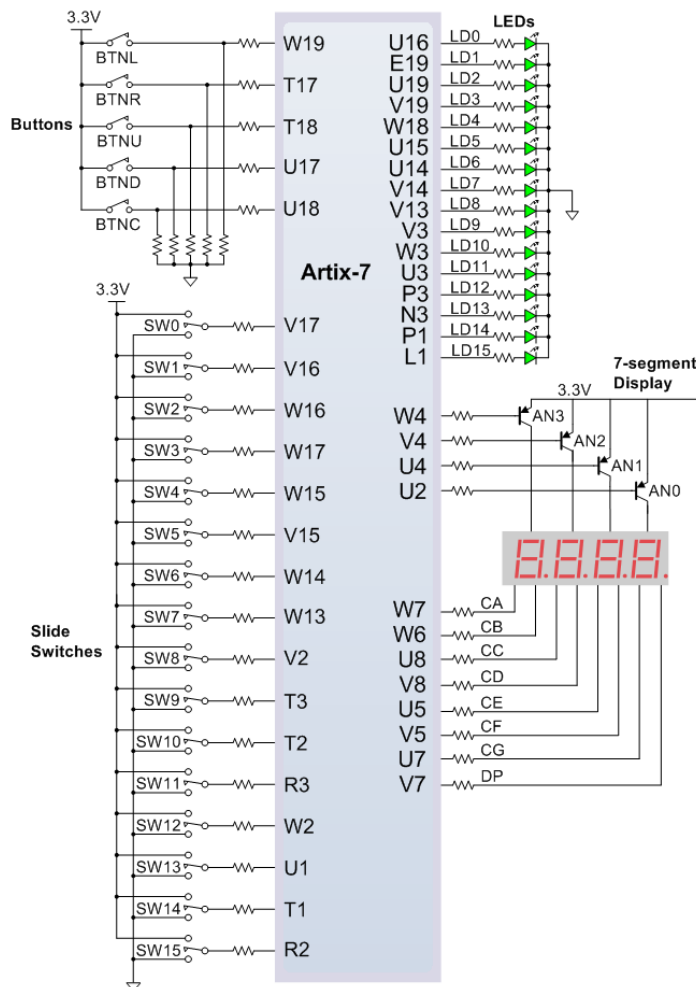 3.3V
BTNL
BTNR
Buttons
BTNU
BTND
BTNC
W19
T17
T18
U17
U18
3.3V
SW0
SW1
SW2
SW3
SW4
SW5
SW6
SW7
Slide
Switches
SW8
SW9
SW10
SW11
SW12
SW13
SW14
SW15
V17
V16
W16
W17
W15
V15
W14
W13
V2
T3
T2
R3
W2
U1
T1
R2
Artix-7
LEDs
U16 LD0
E19 LD1
U19 LD2
V19 LD3
W18 LD4
U15 LD5
U14 LD6
V14 LD7
V13 LD8
V3 LD9
W3 LD10
U3 LD11
P3 LD12
N3 LD13
P1 LD14
L1 LD15
7-segment
Display
3.3V
W4 AN3
V4 AN2
U4 AN1
U2 AN0
8.8.8.8.
W7 CA
W6 CB
U8 CC
V8 CD
U5 CE
V5 CF
U7 CG
V7 DP